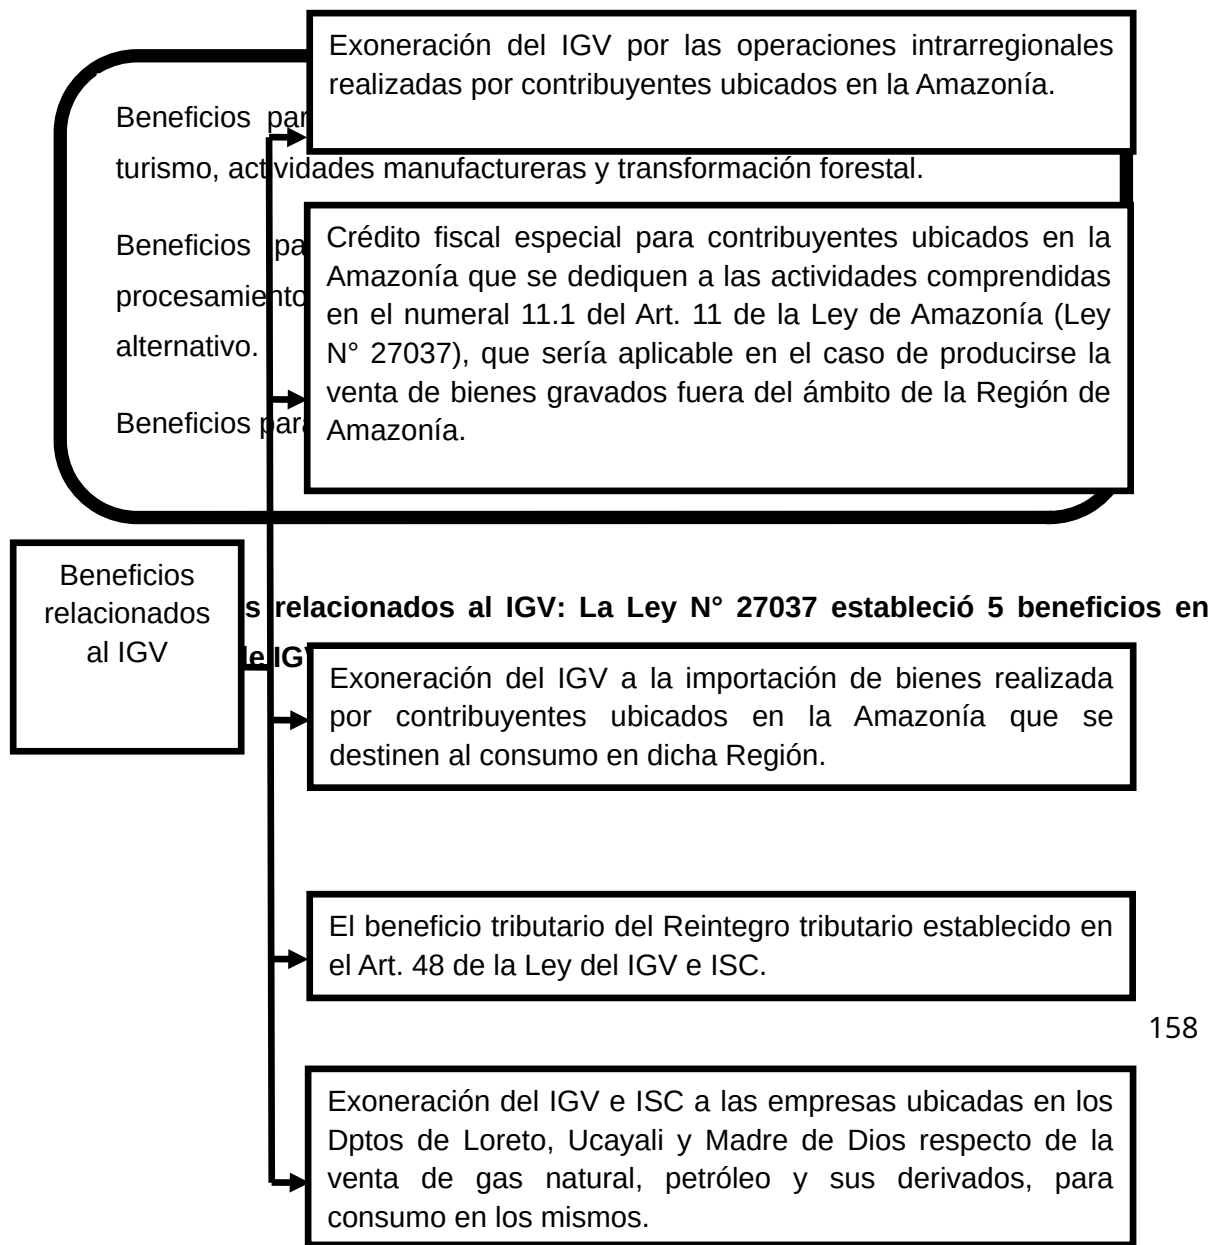 Exoneración del IGV por las operaciones intrarregionales
realizadas por contribuyentes ubicados en la Amazonía.
Beneficios
turismo, actividades manufactureras y transformación forestal.
Crédito fiscal especial para contribuyentes ubicados en la
Amazonía que se dediquen a las actividades comprendidas
en el numeral 11.1 del Art. 11 de la Ley de Amazonía (Ley
N° 27037), que sería aplicable en el caso de producirse la
venta de bienes gravados fuera del ámbito de la Región de
Amazonía.
Beneficios
procesamiento
alternativo.
Beneficios
Beneficios
relacionados
al IGV
relacionados al IGV: La Ley N° 27037 estableció 5 beneficios en
Exoneración del IGV a la importación de bienes realizada
por contribuyentes ubicados en la Amazonía que se
destinen al consumo en dicha Región.
El beneficio tributario del Reintegro tributario establecido en
el Art. 48 de la Ley del IGV e ISC.
158
Exoneración del IGV e ISC a las empresas ubicadas en los
Dptos de Loreto, Ucayali y Madre de Dios respecto de la
venta de gas natural, petróleo y sus derivados, para
consumo en los mismos.